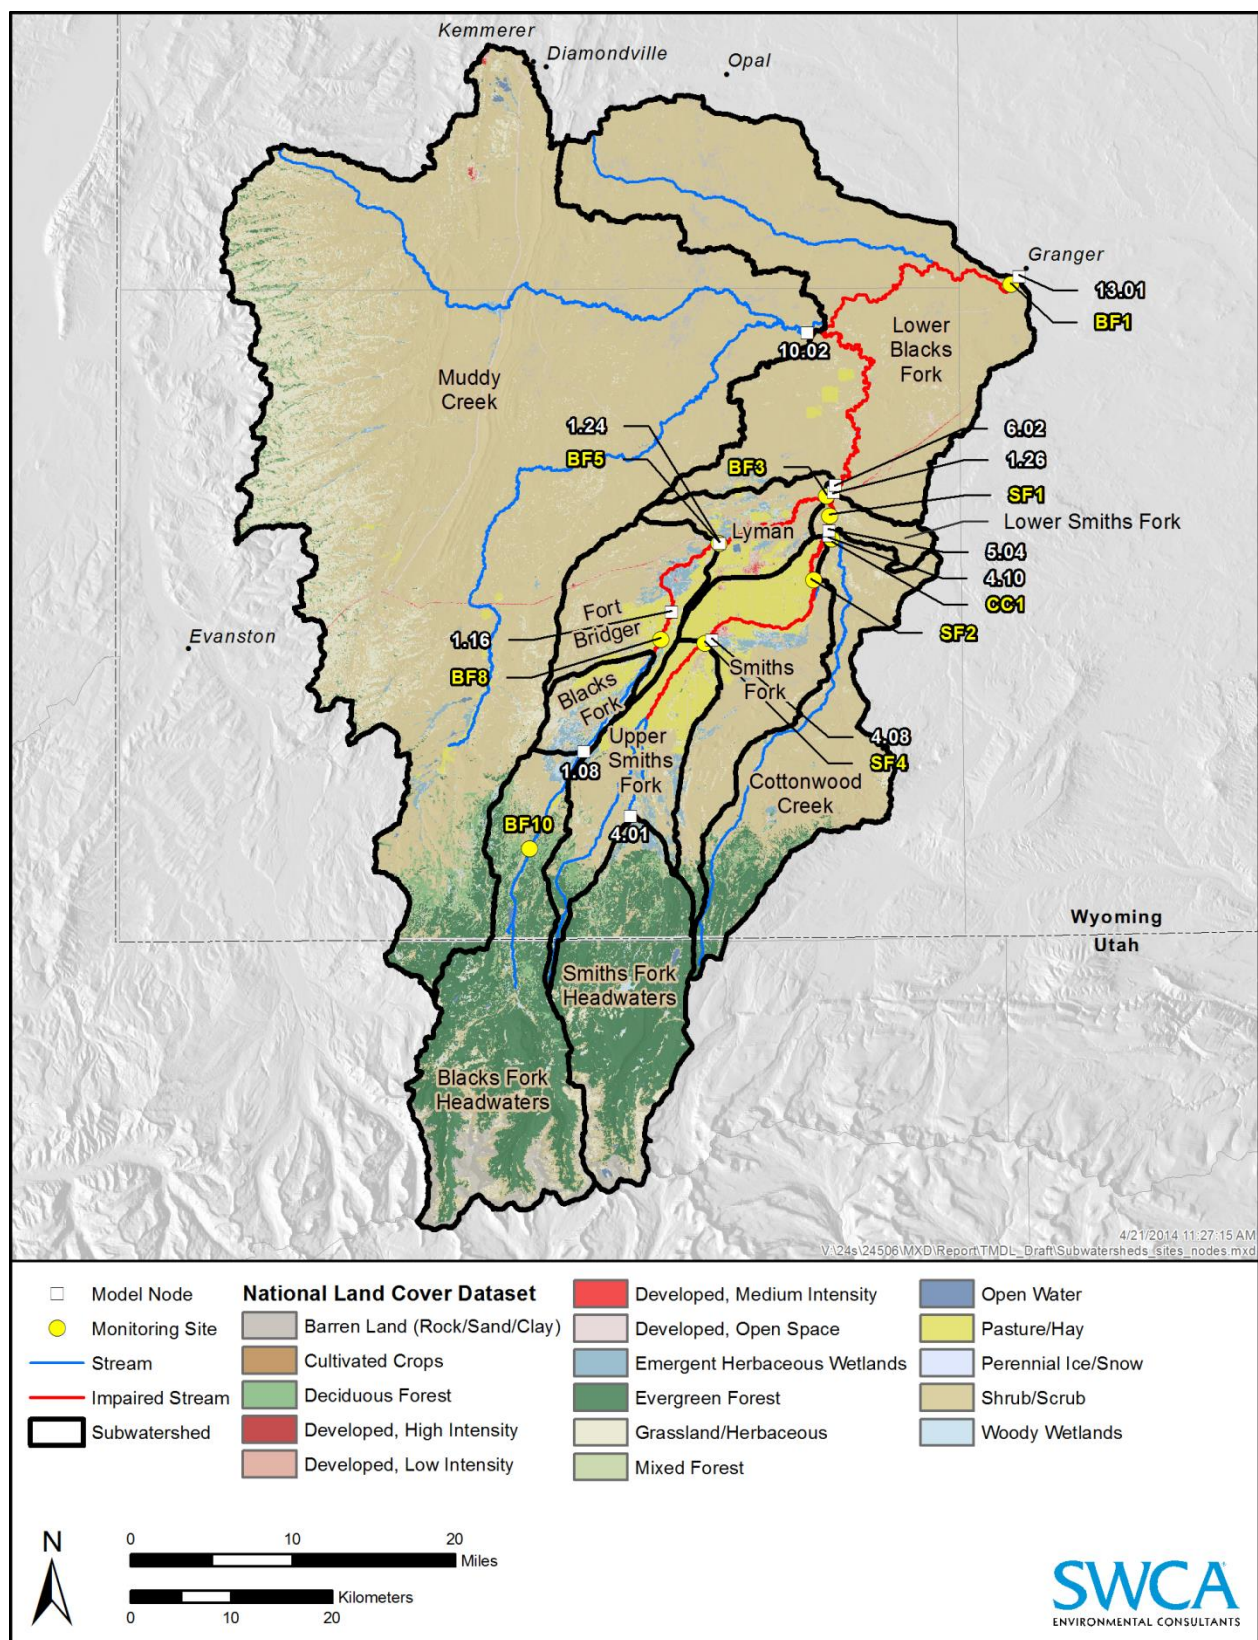 Kemmerer
Diamondville
Opal
Granger
13.01
BF1
Lower
Blacks
Fork
10.02
Muddy
Creek
1.24
BF5
BF3
6.02
1.26
SF1
Lyman
Lower Smiths Fork
5.04
4.10
CC1
SF2
Fort
Bridger
1.16
BF8
Evanston
Blacks
Fork
Smiths
Fork
Upper
Smiths
Fork
4.08
SF4
1.08
Cottonwood
Creek
BF10
4.01
Wyoming
Utah
Smiths Fork
Headwaters
Blacks Fork
Headwaters
4/21/2014 11:27:15 AM
V:\24s\24506\MXD\Report\TMDL_Draft\Subwatersheds_sites_nodes.mxd
Model Node
Monitoring Site
Stream
Impaired Stream
Subwatershed
National Land Cover Dataset
Barren Land (Rock/Sand/Clay)
Cultivated Crops
Deciduous Forest
Developed, High Intensity
Developed, Low Intensity
Developed, Medium Intensity
Developed, Open Space
Emergent Herbaceous Wetlands
Evergreen Forest
Grassland/Herbaceous
Mixed Forest
Open Water
Pasture/Hay
Perennial Ice/Snow
Shrub/Scrub
Woody Wetlands
N
0 10 20
Miles
Kilometers
0 10 20
SWCA
ENVIRONMENTAL CONSULTANTS